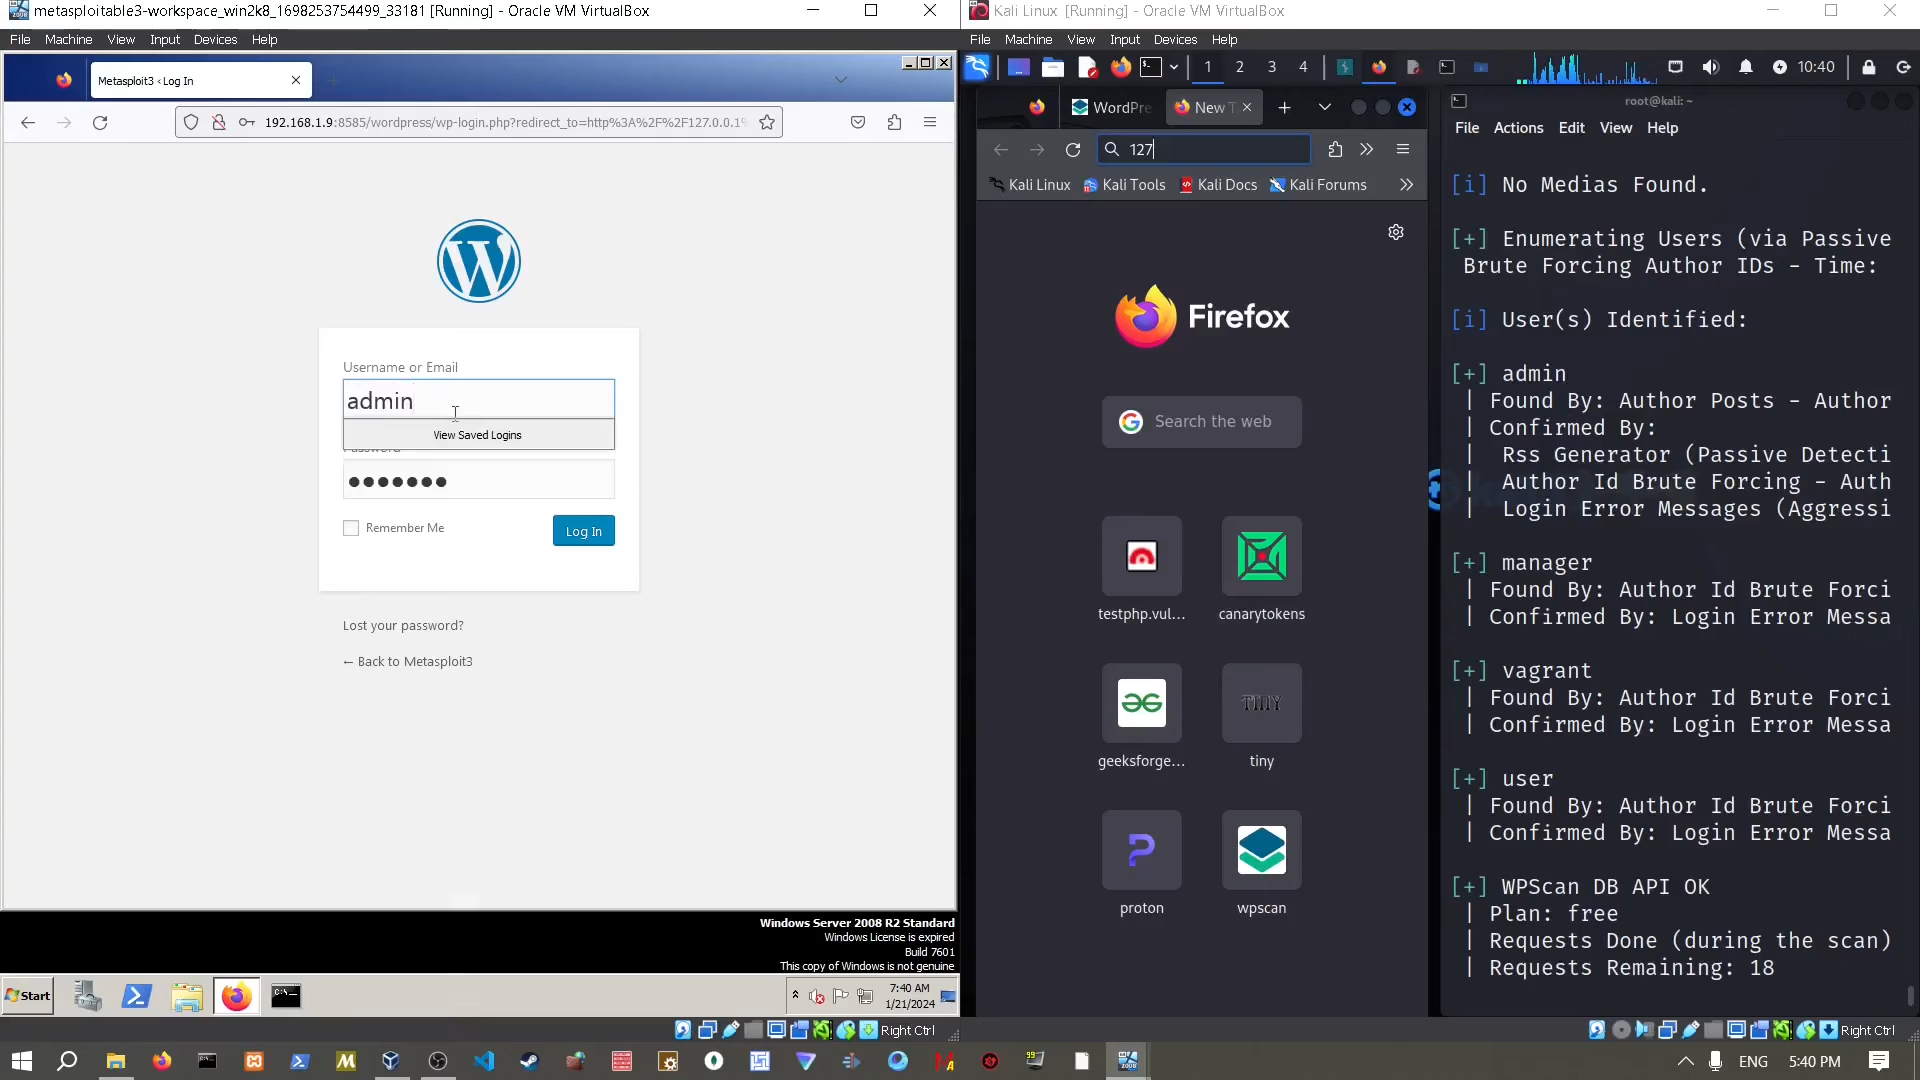 metasploitable3-workspace_win2k8_1698253754499_33181 [Running] - Oracle VM VirtualBox
File Machine View Input Devices Help
Metasploit3 ‹ Log In
192.168.1.9:8585/wordpress/wp-login.php?redirect_to=http%3A%2F%2F127.0.0.1%
Username or Email
admin
View Saved Logins
Password
Remember Me
Log In
Lost your password?
← Back to Metasploit3
Windows Server 2008 R2 Standard
Windows License is expired
Build 7601
This copy of Windows is not genuine
Start
7:40 AM
1/21/2024
Right Ctrl
Kali Linux [Running] - Oracle VM VirtualBox
File Machine View Input Devices Help
1 2 3 4
10:40
WordPre
New T
127
Kali Linux
Kali Tools
Kali Docs
Kali Forums
Firefox
Search the web
testphp.vul...
canarytokens
geeksforge...
TINY
tiny
proton
wpscan
root@kali: ~
File Actions Edit View Help
[i] No Medias Found.
[+] Enumerating Users (via Passive
Brute Forcing Author IDs - Time:
[i] User(s) Identified:
[+] admin
| Found By: Author Posts - Author
| Confirmed By:
|  Rss Generator (Passive Detecti
|  Author Id Brute Forcing - Auth
|  Login Error Messages (Aggressi
[+] manager
| Found By: Author Id Brute Forci
| Confirmed By: Login Error Messa
[+] vagrant
| Found By: Author Id Brute Forci
| Confirmed By: Login Error Messa
[+] user
| Found By: Author Id Brute Forci
| Confirmed By: Login Error Messa
[+] WPScan DB API OK
| Plan: free
| Requests Done (during the scan)
| Requests Remaining: 18
Right Ctrl
ENG
5:40 PM